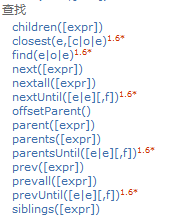 查找
children([expr])
closest(e,[c|o|e)1.6*
find(e|o|e)1.6*
next([expr])
nextall([expr])
nextUntil([e|e][,f])1.6*
offsetParent()
parent([expr])
parents([expr])
parentsUntil([e|e][,f])1.6*
prev([expr])
prevall([expr])
prevUntil([e|e][,f])1.6*
siblings([expr])